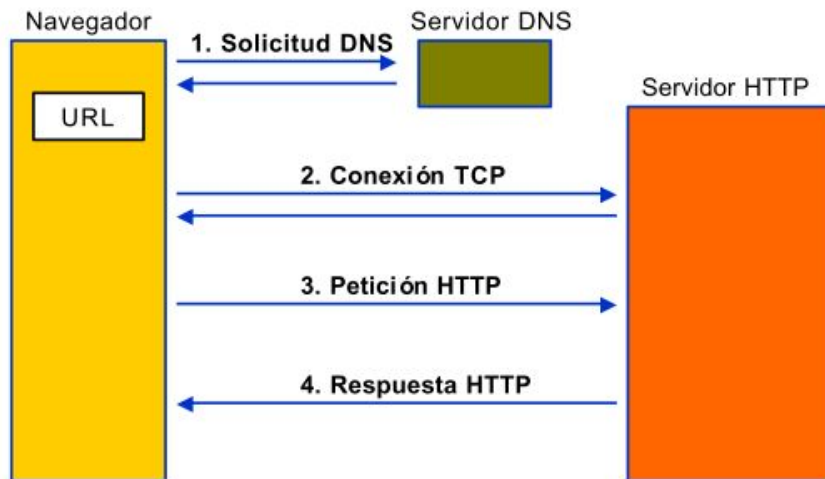 Navegador
Servidor DNS
1. Solicitud DNS
Servidor HTTP
URL
2. Conexión TCP
3. Petición HTTP
4. Respuesta HTTP